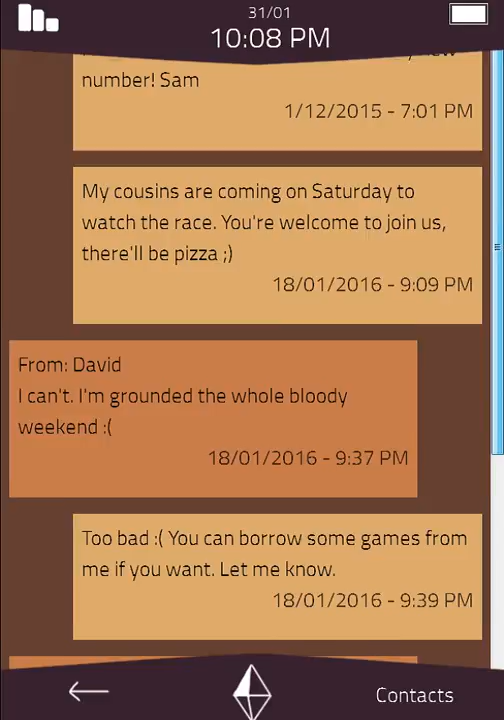 31/01
10:08 PM
number! Sam
1/12/2015 - 7:01 PM
My cousins are coming on Saturday to
watch the race. You're welcome to join us,
there'll be pizza ;)
18/01/2016 - 9:09 PM
From: David
I can't. I'm grounded the whole bloody
weekend :(
18/01/2016 - 9:37 PM
Too bad :( You can borrow some games from
me if you want. Let me know.
18/01/2016 - 9:39 PM
Contacts